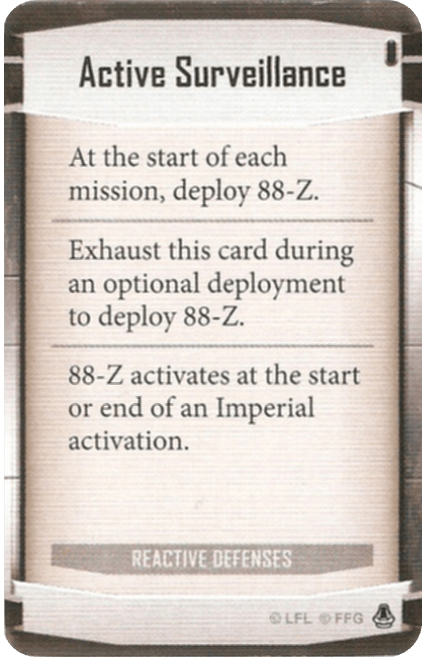 Active Surveillance
At the start of each
mission, deploy 88-Z.
Exhaust this card during
an optional deployment
to deploy 88-Z.
88-Z activates at the start
or end of an Imperial
activation.
REACTIVE DEFENSES
© LFL © FFG